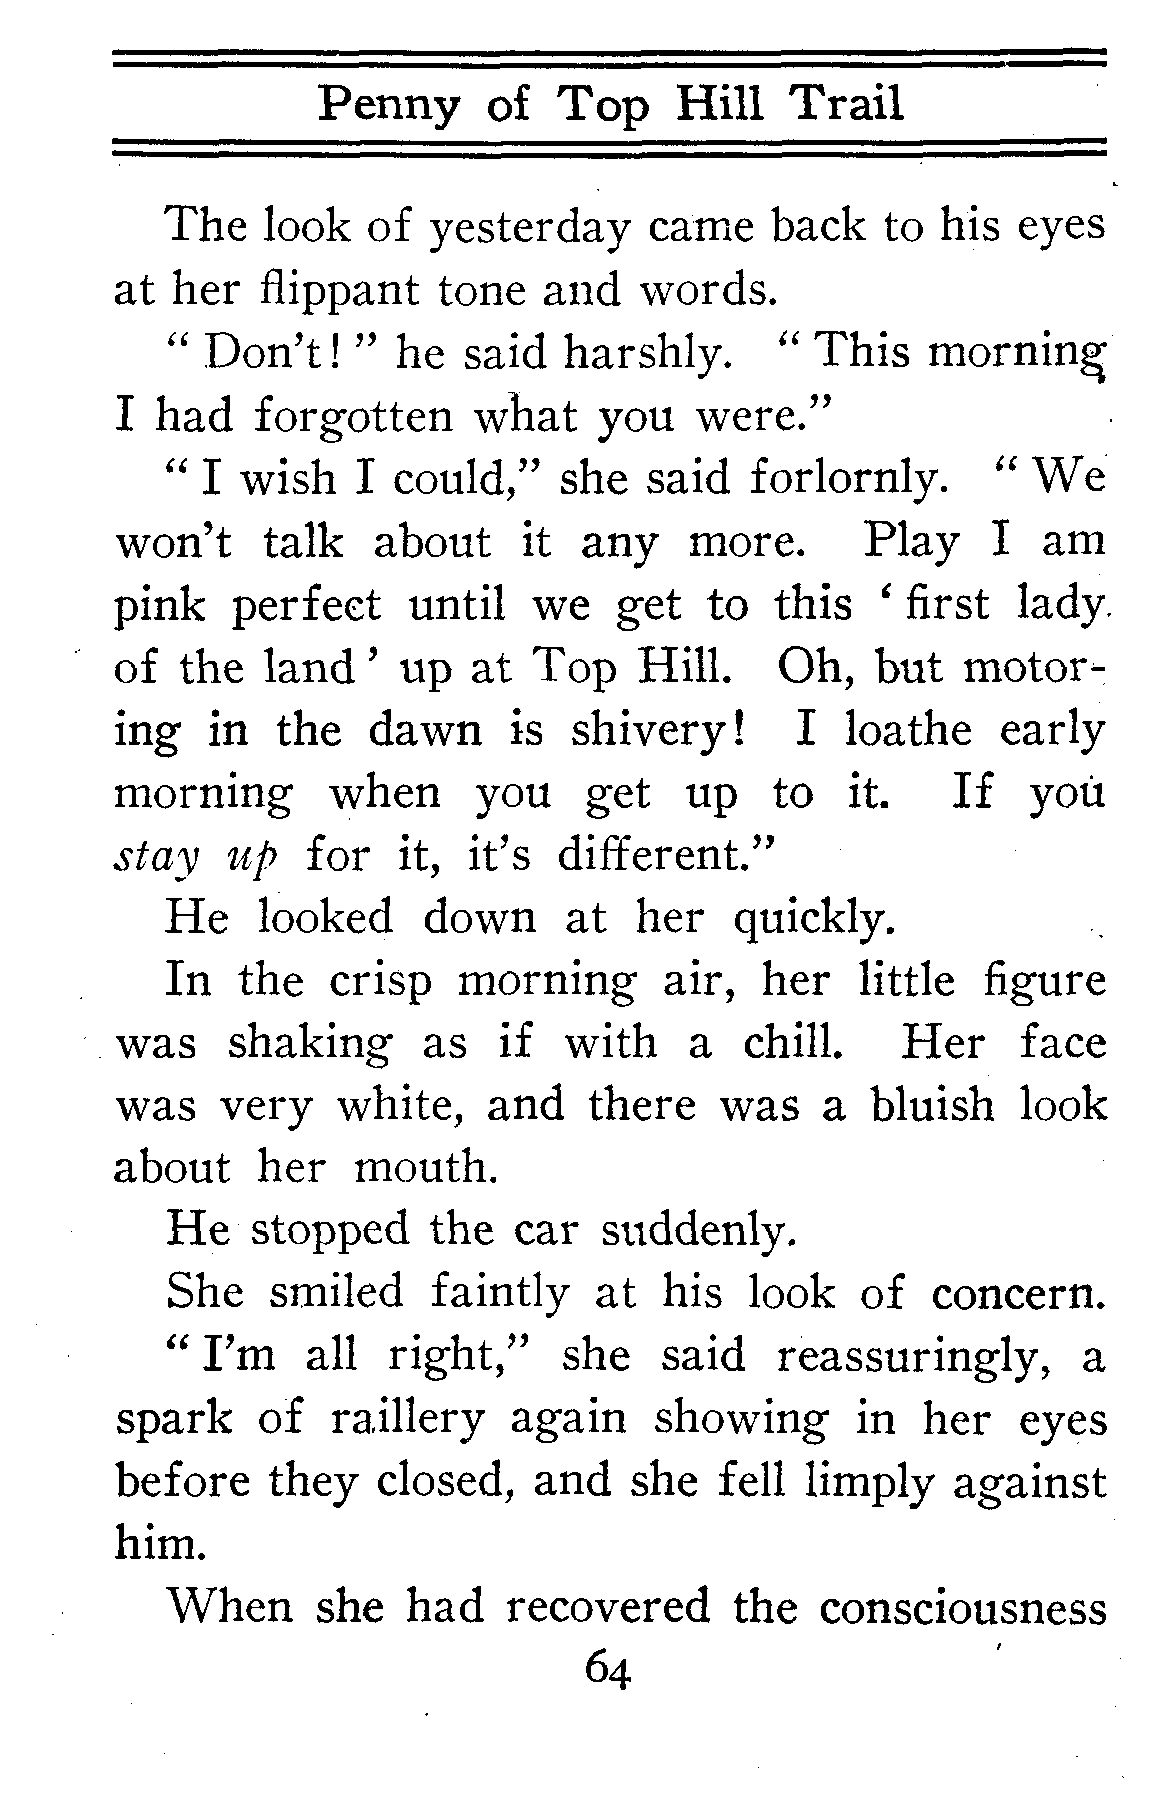 Penny of Top Hill Trail
The look of yesterday came back to his eyes
at her flippant tone and words.
“ Don't! ” he said harshly. “ This morning
I had forgotten what you were.”
“ I wish I could,” she said forlornly. “ We
won't talk about it any more. Play I am
pink perfect until we get to this ‘ first lady
of the land ’ up at Top Hill. Oh, but motor-
ing in the dawn is shivery! I loathe early
morning when you get up to it. If you
stay up for it, it's different.”
He looked down at her quickly.
In the crisp morning air, her little figure
was shaking as if with a chill. Her face
was very white, and there was a bluish look
about her mouth.
He stopped the car suddenly.
She smiled faintly at his look of concern.
“ I'm all right,” she said reassuringly, a
spark of raillery again showing in her eyes
before they closed, and she fell limply against
him.
When she had recovered the consciousness
64